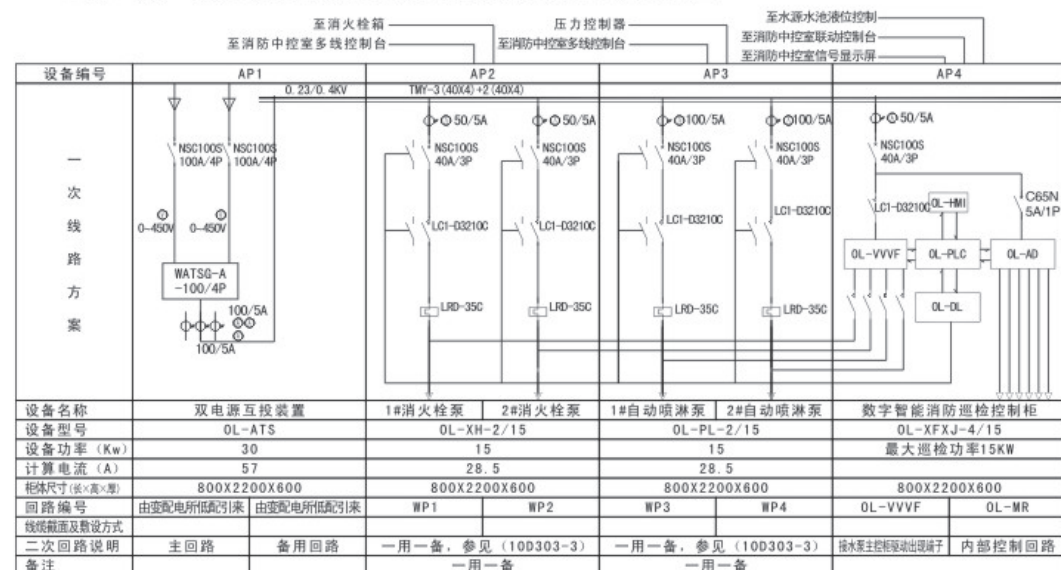 至消火栓箱
至消防中控室多线控制台
压力控制器
至消防中控室多线控制台
至水源水池液位控制
至消防中控室联动控制台
至消防中控室信号显示屏
设备编号 AP1 AP2 AP3 AP4
0.23/0.4KV TMY-3(40X4)+2(40X4)
一次线路方案
NSC100S 100A/4P
NSC100S 100A/4P
0~450V 0~450V
WATSG-A -100/4P
100/5A
100/5A
50/5A 50/5A 100/5A 100/5A 50/5A
NSC100S 40A/3P
NSC100S 40A/3P
NSC100S 40A/3P
NSC100S 40A/3P
NSC100S 40A/3P
LC1-D3210C LC1-D3210C LC1-D3210C LC1-D3210C LC1-D3210C
LRD-35C LRD-35C LRD-35C LRD-35C
C65N 5A/1P
OL-HMI
OL-VVVF OL-PLC OL-AD
OL-DL
设备名称 双电源互投装置 1#消火栓泵 2#消火栓泵 1#自动喷淋泵 2#自动喷淋泵 数字智能消防巡检控制柜
设备型号 OL-ATS OL-XH-2/15 OL-PL-2/15 OL-XFXJ-4/15
设备功率(Kw) 30 15 15 最大巡检功率15KW
计算电流(A) 57 28.5 28.5
柜体尺寸(长×高×厚) 800X2200X600 800X2200X600 800X2200X600 800X2200X600
回路编号 由变配电所低配引来 由变配电所低配引来 WP1 WP2 WP3 WP4 OL-VVVF OL-MR
线缆截面及敷设方式
二次回路说明 主回路 备用回路 一用一备,参见(10D303-3) 一用一备,参见(10D303-3) 接水泵主控柜驱动出现端子 内部控制回路
备注 一用一备 一用一备